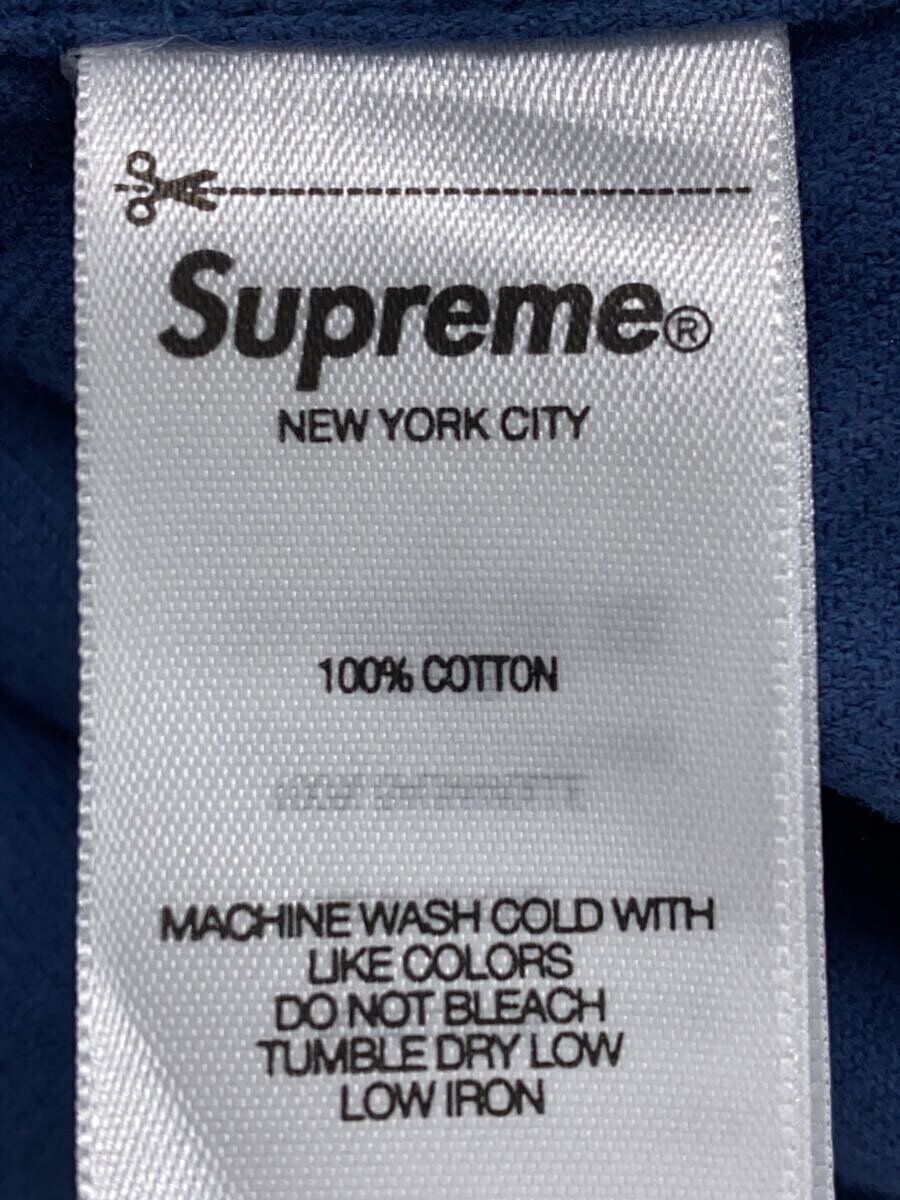 Supreme®
NEW YORK CITY
100% COTTON
MACHINE WASH COLD WITH
LIKE COLORS
DO NOT BLEACH
TUMBLE DRY LOW
LOW IRON